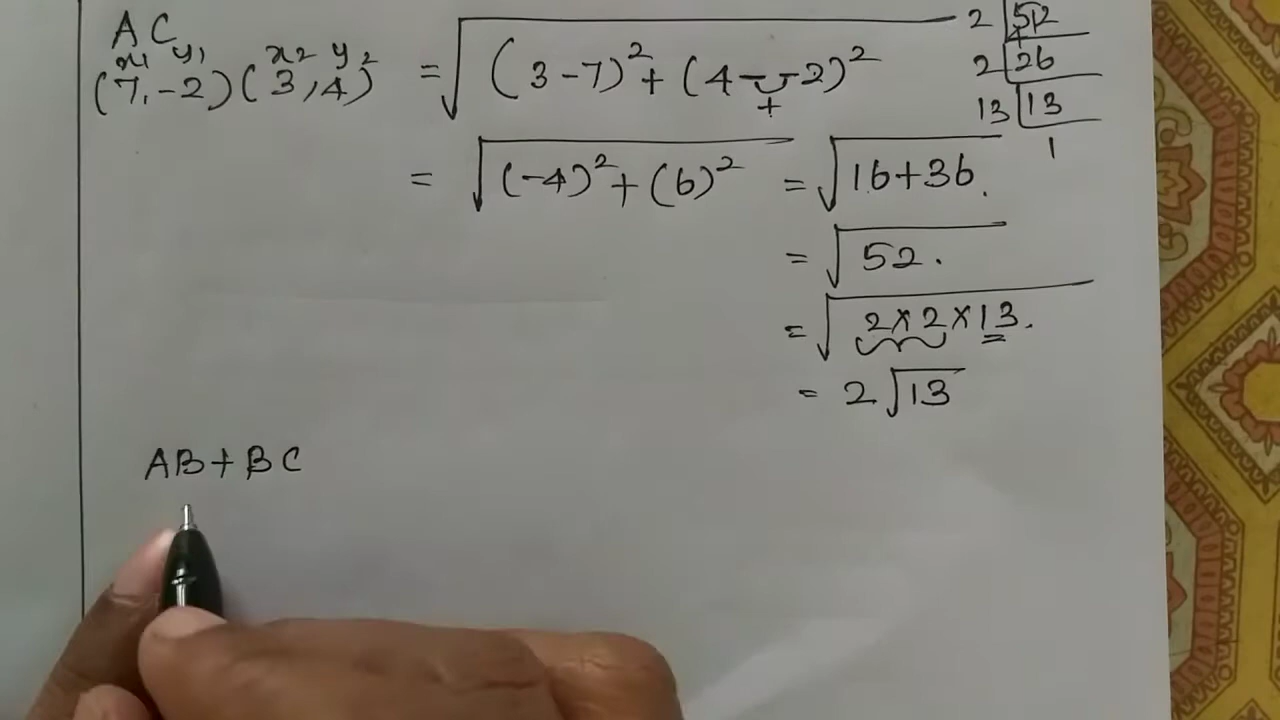 AC
x1 y1 x2 y2
(7,-2)(3,4) = √(3-7)²+(4--2)²
+
= √(-4)²+(6)² = √16+36.
= √52.
= √2×2×13.
= 2√13
2 52
2 26
13 13
1
AB+BC